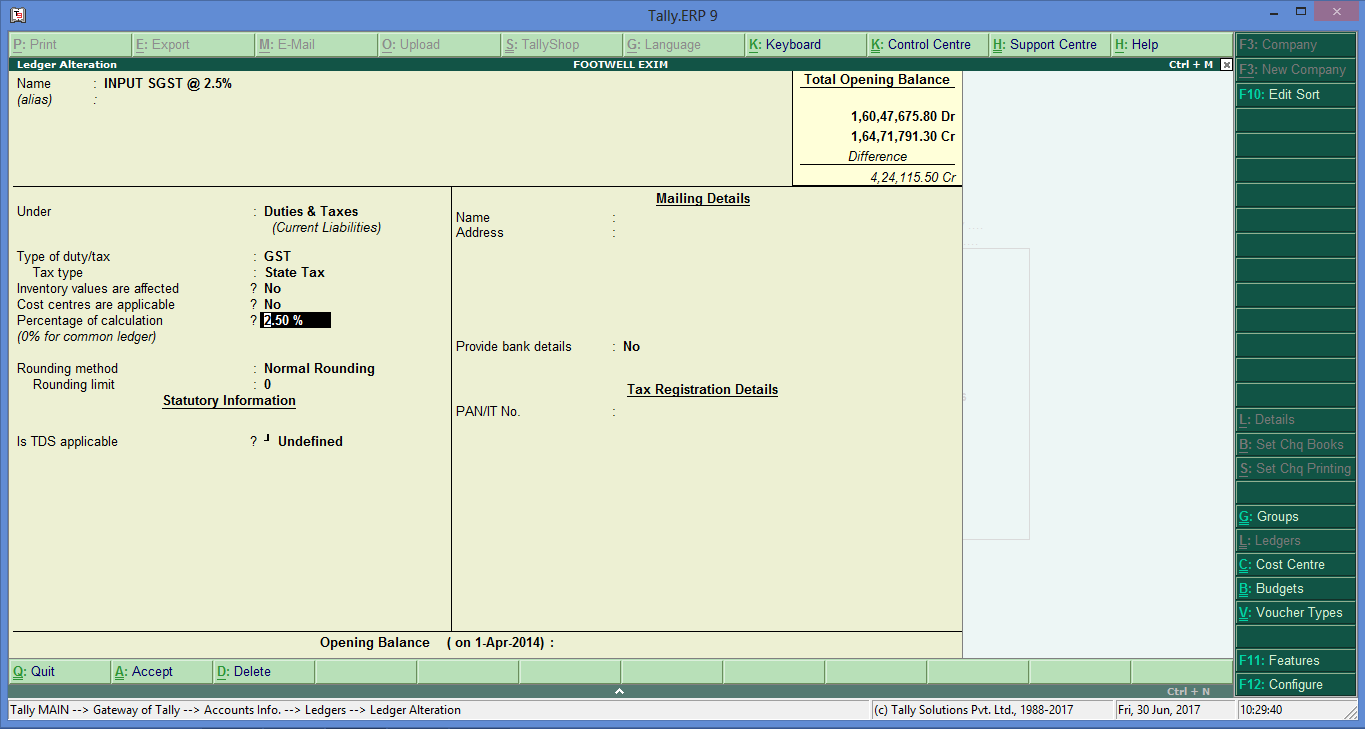 Tally.ERP 9
P: Print E: Export M: E-Mail O: Upload S: TallyShop G: Language K: Keyboard K: Control Centre H: Support Centre H: Help
Ledger Alteration FOOTWELL EXIM Ctrl + M
Name : INPUT SGST @ 2.5%
(alias) :
Total Opening Balance
1,60,47,675.80 Dr
1,64,71,791.30 Cr
Difference
4,24,115.50 Cr
Under : Duties & Taxes
(Current Liabilities)
Type of duty/tax : GST
Tax type : State Tax
Inventory values are affected ? No
Cost centres are applicable ? No
Percentage of calculation ? 2.50 %
(0% for common ledger)
Rounding method : Normal Rounding
Rounding limit : 0
Statutory Information
Is TDS applicable ? ┘ Undefined
Mailing Details
Name :
Address :
Provide bank details : No
Tax Registration Details
PAN/IT No. :
Opening Balance ( on 1-Apr-2014) :
F3: Company
F3: New Company
F10: Edit Sort
L: Details
B: Set Chq Books
S: Set Chq Printing
G: Groups
L: Ledgers
C: Cost Centre
B: Budgets
V: Voucher Types
F11: Features
F12: Configure
Q: Quit A: Accept D: Delete
Ctrl + N
Tally MAIN --> Gateway of Tally --> Accounts Info. --> Ledgers --> Ledger Alteration (c) Tally Solutions Pvt. Ltd., 1988-2017 Fri, 30 Jun, 2017 10:29:40